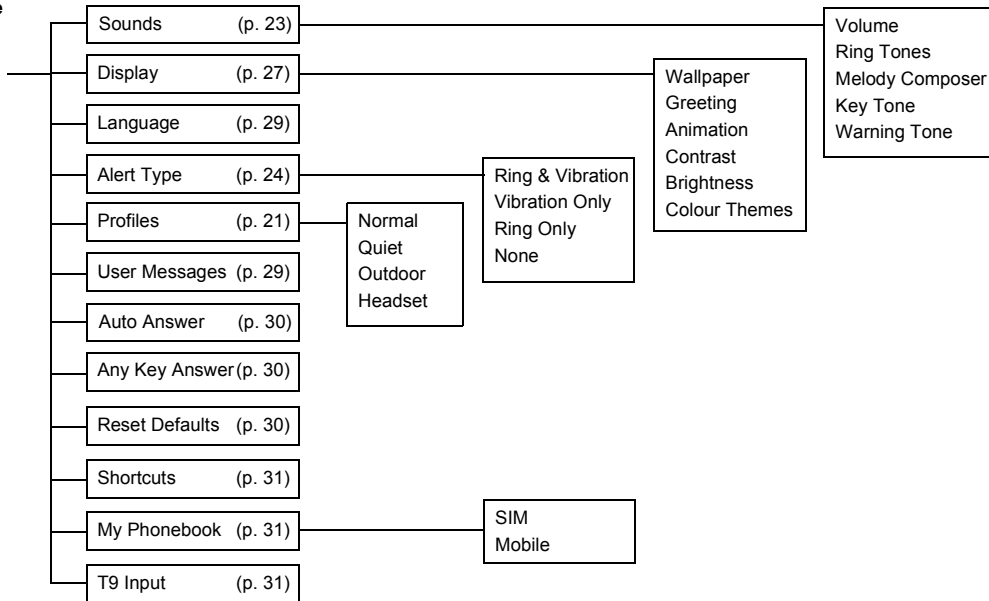 e
Sounds (p. 23)
Display (p. 27)
Language (p. 29)
Alert Type (p. 24)
Profiles (p. 21)
User Messages (p. 29)
Auto Answer (p. 30)
Any Key Answer (p. 30)
Reset Defaults (p. 30)
Shortcuts (p. 31)
My Phonebook (p. 31)
T9 Input (p. 31)
Normal
Quiet
Outdoor
Headset
Ring & Vibration
Vibration Only
Ring Only
None
SIM
Mobile
Wallpaper
Greeting
Animation
Contrast
Brightness
Colour Themes
Volume
Ring Tones
Melody Composer
Key Tone
Warning Tone